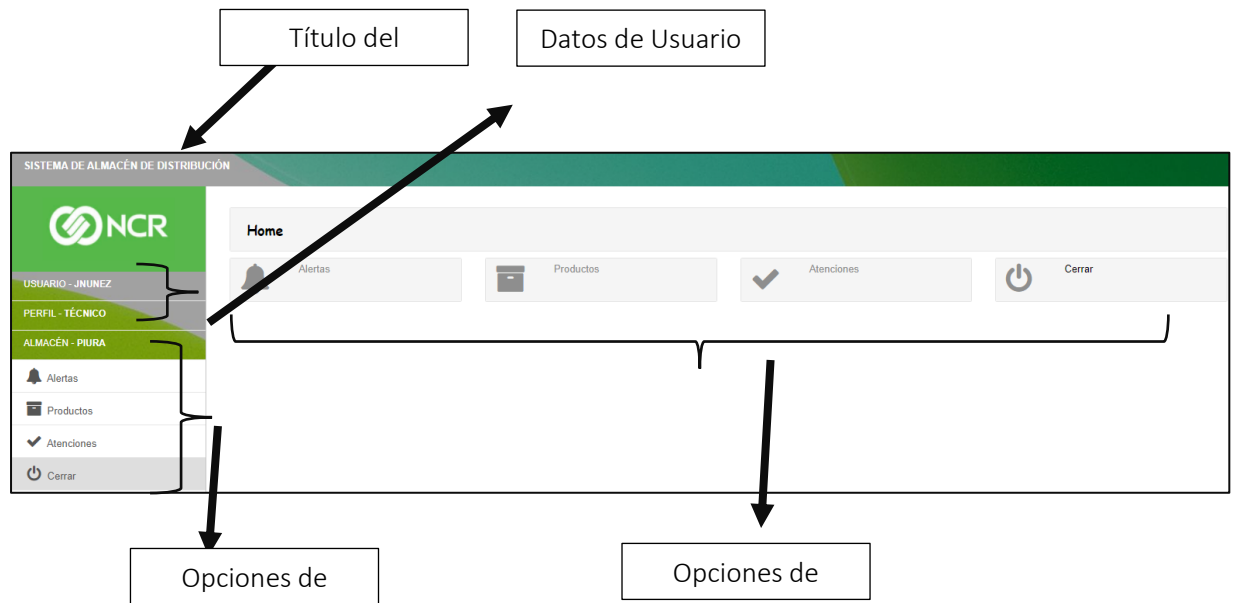 Título del
Datos de Usuario
SISTEMA DE ALMACÉN DE DISTRIBUCIÓN
NCR
USUARIO - JNUNEZ
PERFIL - TÉCNICO
ALMACÉN - PIURA
Alertas
Productos
Atenciones
Cerrar
Home
Alertas
Productos
Atenciones
Cerrar
Opciones de
Opciones de